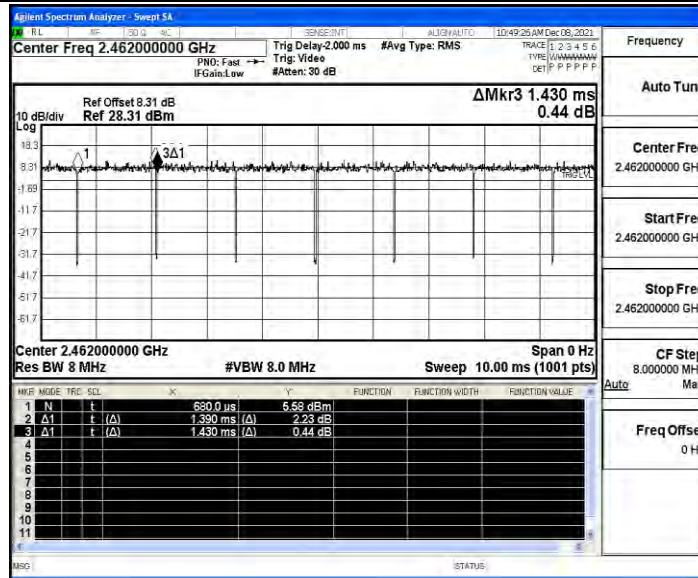 Agilent Spectrum Analyzer - Swept SA
RL RF 50 Ω AC SENSE:INT ALIGNAUTO 10:49:26 AM Dec 08, 2021
Center Freq 2.462000000 GHz
PNO: Fast
IFGain:Low
Trig Delay-2.000 ms
Trig: Video
#Atten: 30 dB
#Avg Type: RMS
TRACE 1 2 3 4 5 6
TYPE WWWWWW
DET P P P P P P
Frequency
Auto Tun
10 dB/div
Log
Ref Offset 8.31 dB
Ref 28.31 dBm
ΔMkr3 1.430 ms
0.44 dB
18.3
8.31
-1.69
-11.7
-21.7
-31.7
-41.7
-51.7
-61.7
1
3Δ1
TRIG LVL
Center Fre
2.462000000 GH
Start Fre
2.462000000 GH
Stop Fre
2.462000000 GH
Center 2.462000000 GHz Span 0 Hz
Res BW 8 MHz #VBW 8.0 MHz Sweep 10.00 ms (1001 pts)
CF Step
8.000000 MH
Auto Ma
MKR MODE TRC SCL X Y FUNCTION FUNCTION WIDTH FUNCTION VALUE
1 N t 680.0 µs 5.58 dBm
2 Δ1 t (Δ) 1.390 ms (Δ) 2.23 dB
3 Δ1 t (Δ) 1.430 ms (Δ) 0.44 dB
4
5
6
7
8
9
10
11
Freq Offse
0 H
MSG STATUS